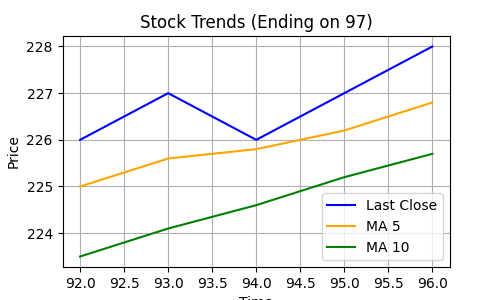 Stock Trends (Ending on 97)
228
227
226
225
224
Price
Last Close
MA 5
MA 10
92.0 92.5 93.0 93.5 94.0 94.5 95.0 95.5 96.0